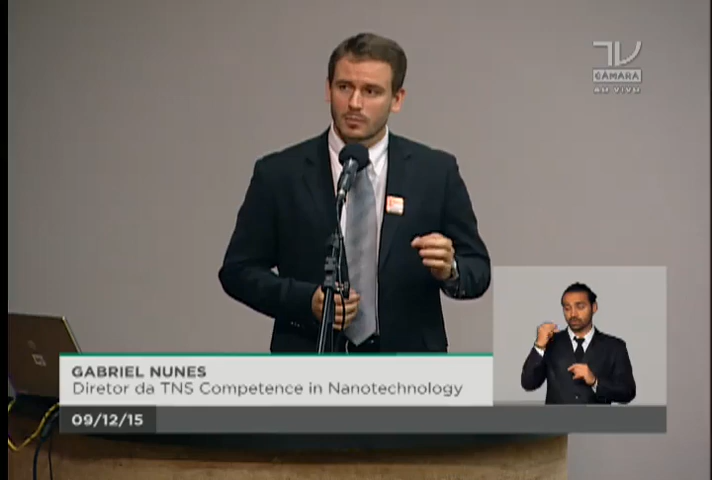 TV
CÂMARA
AO VIVO
GABRIEL NUNES
Diretor da TNS Competence in Nanotechnology
09/12/15